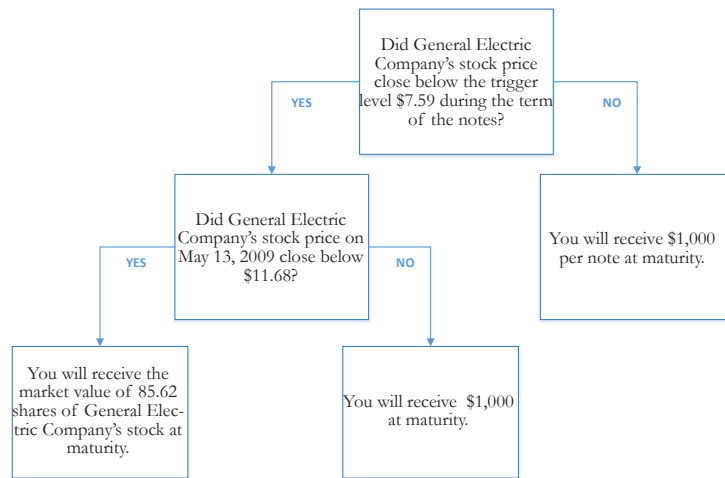 Did General Electric
Company's stock price
close below the trigger
level $7.59 during the term
of the notes?
YES
NO
Did General Electric
Company's stock price on
May 13, 2009 close below
$11.68?
You will receive $1,000
per note at maturity.
YES
NO
You will receive the
market value of 85.62
shares of General Elec-
tric Company's stock at
maturity.
You will receive $1,000
at maturity.